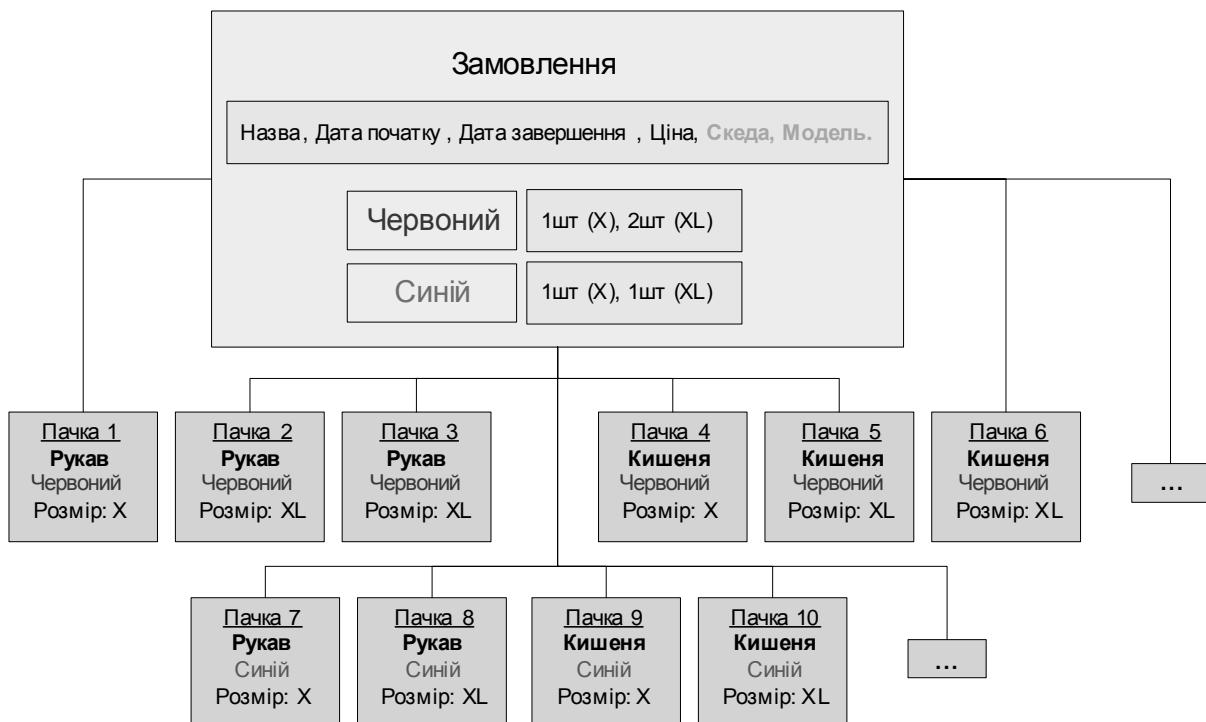 Замовлення
Назва, Дата початку , Дата завершення , Ціна, Скеда, Модель.
Червоний
1шт (X), 2шт (XL)
Синій
1шт (X), 1шт (XL)
Пачка 1
Рукав
Червоний
Розмір: X
Пачка 2
Рукав
Червоний
Розмір: XL
Пачка 3
Рукав
Червоний
Розмір: XL
Пачка 4
Кишеня
Червоний
Розмір: X
Пачка 5
Кишеня
Червоний
Розмір: XL
Пачка 6
Кишеня
Червоний
Розмір: XL
...
Пачка 7
Рукав
Синій
Розмір: X
Пачка 8
Рукав
Синій
Розмір: XL
Пачка 9
Кишеня
Синій
Розмір: X
Пачка 10
Кишеня
Синій
Розмір: XL
...